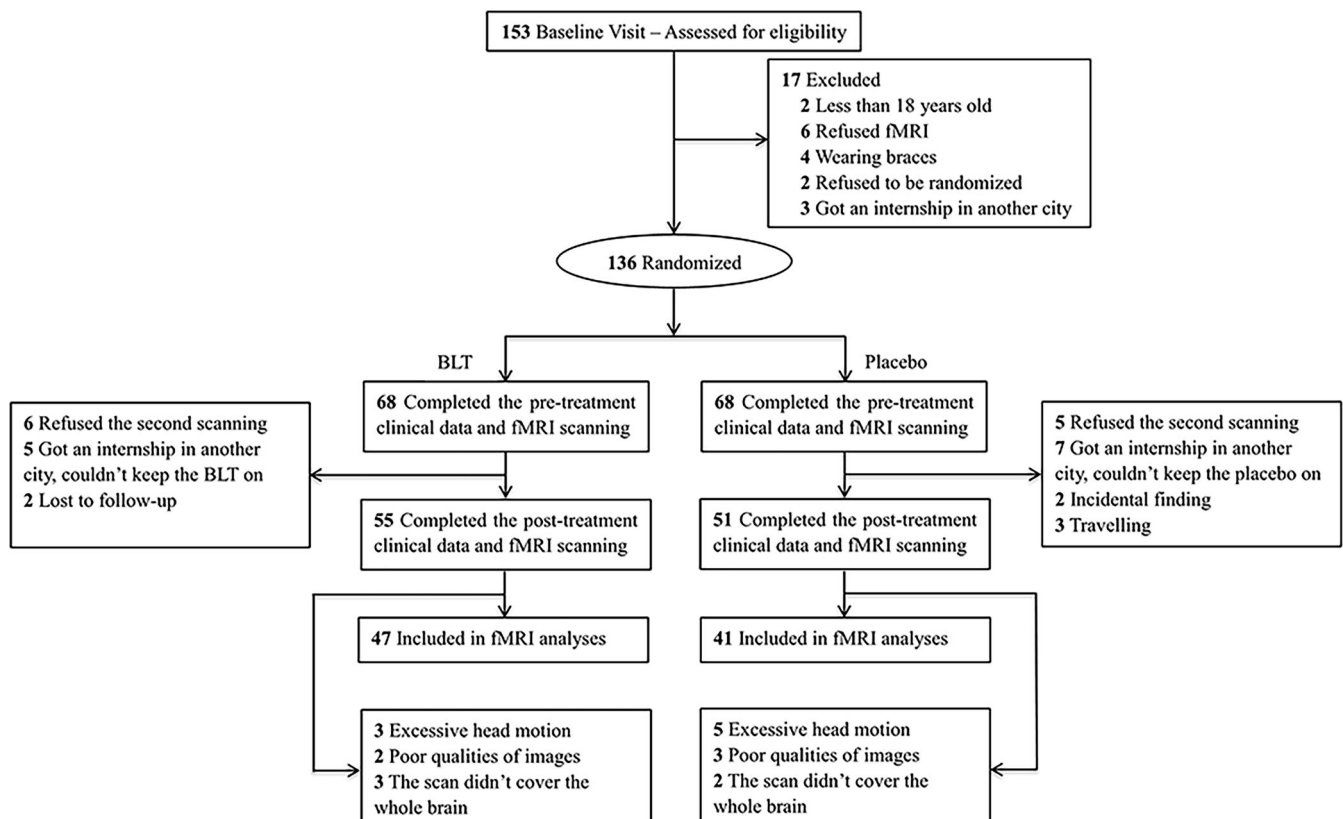 153 Baseline Visit – Assessed for eligibility
17 Excluded
2 Less than 18 years old
6 Refused fMRI
4 Wearing braces
2 Refused to be randomized
3 Got an internship in another city
136 Randomized
BLT
Placebo
68 Completed the pre-treatment
clinical data and fMRI scanning
68 Completed the pre-treatment
clinical data and fMRI scanning
6 Refused the second scanning
5 Got an internship in another
city, couldn't keep the BLT on
2 Lost to follow-up
5 Refused the second scanning
7 Got an internship in another
city, couldn't keep the placebo on
2 Incidental finding
3 Travelling
55 Completed the post-treatment
clinical data and fMRI scanning
51 Completed the post-treatment
clinical data and fMRI scanning
47 Included in fMRI analyses
41 Included in fMRI analyses
3 Excessive head motion
2 Poor qualities of images
3 The scan didn't cover the
whole brain
5 Excessive head motion
3 Poor qualities of images
2 The scan didn't cover the
whole brain